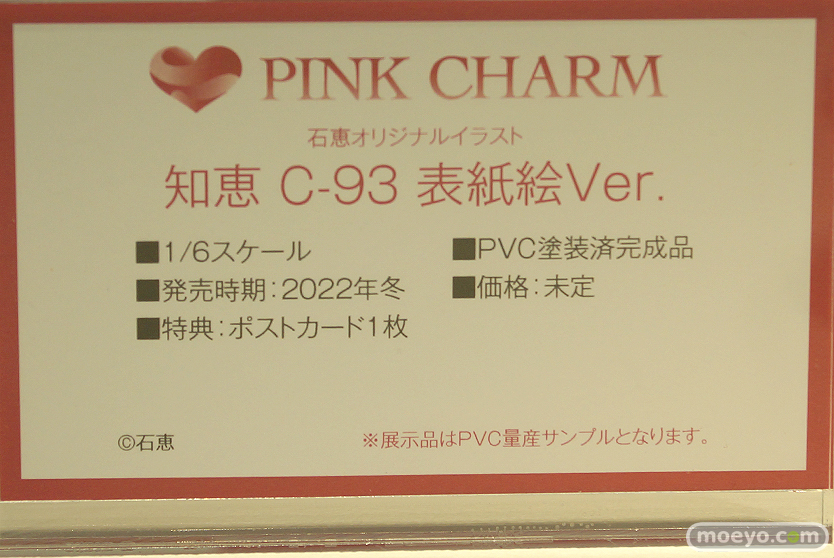 PINK CHARM
石恵オリジナルイラスト
知恵 C-93 表紙絵Ver.
■1/6スケール
■PVC塗装済完成品
■発売時期:2022年冬
■価格:未定
■特典:ポストカード1枚
©石恵
※展示品はPVC量産サンプルとなります。
moeyo.com